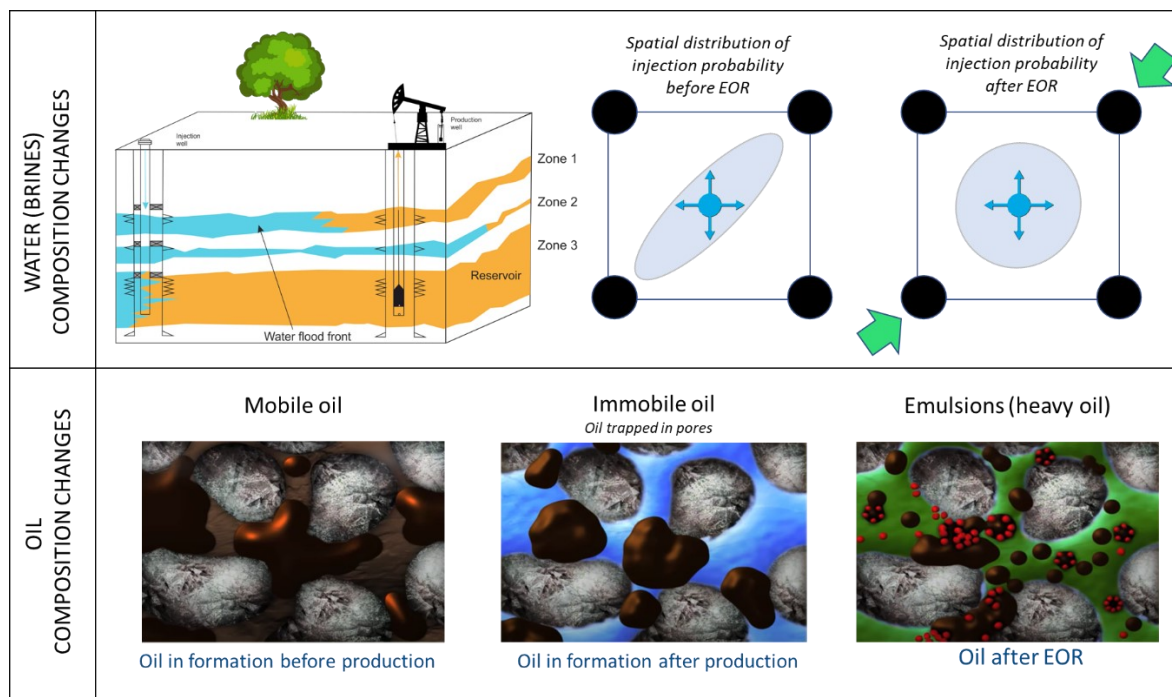 WATER (BRINES)
COMPOSITION CHANGES
Injection
well
Production
well
Zone 1
Zone 2
Zone 3
Reservoir
Water flood front
Spatial distribution of
injection probability
before EOR
Spatial distribution of
injection probability
after EOR
OIL
COMPOSITION CHANGES
Mobile oil
Oil in formation before production
Immobile oil
Oil trapped in pores
Oil in formation after production
Emulsions (heavy oil)
Oil after EOR